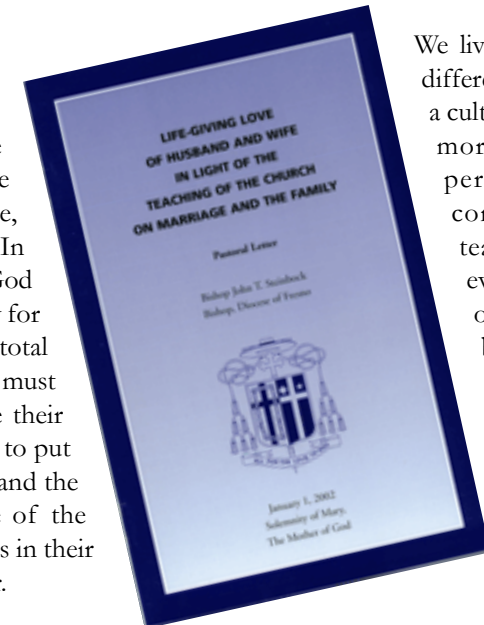 e
e
e,
In
God
for
total
must
e their
to put
and the
e of the
s in their
r.
LIFE-GIVING LOVE
OF HUSBAND AND WIFE
IN LIGHT OF THE
TEACHING OF THE CHURCH
ON MARRIAGE AND THE FAMILY
Pastoral Letter
Bishop John T. Steinbock
Bishop, Diocese of Fresno
January 1, 2002
Solemnity of Mary,
The Mother of God
We liv
differe
a cult
mor
per
cor
tea
ev
o